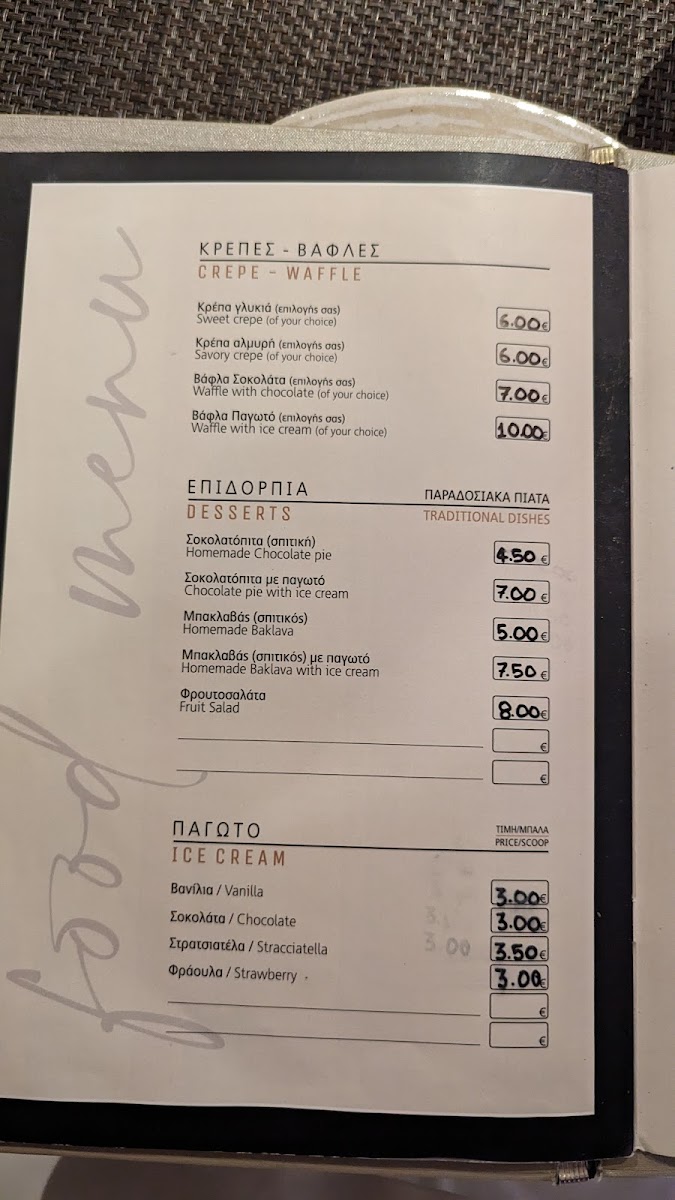 food menu
ΚΡΕΠΕΣ - ΒΑΦΛΕΣ
CREPE - WAFFLE
Κρέπα γλυκιά (επιλογής σας)
Sweet crepe (of your choice)
6.00€
Κρέπα αλμυρή (επιλογής σας)
Savory crepe (of your choice)
6.00€
Βάφλα Σοκολάτα (επιλογής σας)
Waffle with chocolate (of your choice)
7.00€
Βάφλα Παγωτό (επιλογής σας)
Waffle with ice cream (of your choice)
10.00€
ΕΠΙΔΟΡΠΙΑ ΠΑΡΑΔΟΣΙΑΚΑ ΠΙΑΤΑ
DESSERTS TRADITIONAL DISHES
Σοκολατόπιτα (σπιτική)
Homemade Chocolate pie
4.50 €
Σοκολατόπιτα με παγωτό
Chocolate pie with ice cream
7.00 €
Μπακλαβάς (σπιτικός)
Homemade Baklava
5.00€
Μπακλαβάς (σπιτικός) με παγωτό
Homemade Baklava with ice cream
7.50 €
Φρουτοσαλάτα
Fruit Salad
8.00€
€
€
ΠΑΓΩΤΟ ΤΙΜΗ/ΜΠΑΛΑ
ICE CREAM PRICE/SCOOP
Βανίλια / Vanilla 3.00€
Σοκολάτα / Chocolate 3.00€
Στρατσιατέλα / Stracciatella 3.50€
Φράουλα / Strawberry 3.00€
€
€